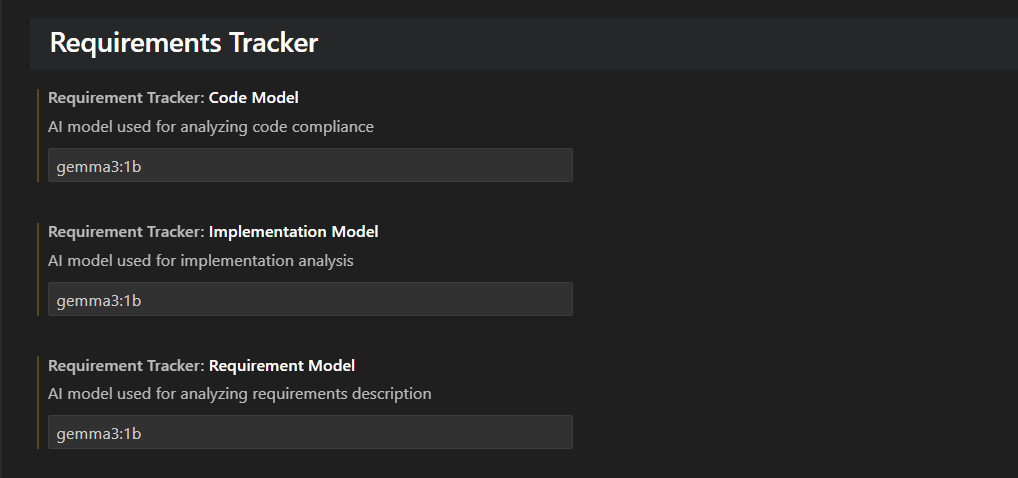 Requirements Tracker
Requirement Tracker: Code Model
AI model used for analyzing code compliance
gemma3:1b
Requirement Tracker: Implementation Model
AI model used for implementation analysis
gemma3:1b
Requirement Tracker: Requirement Model
AI model used for analyzing requirements description
gemma3:1b